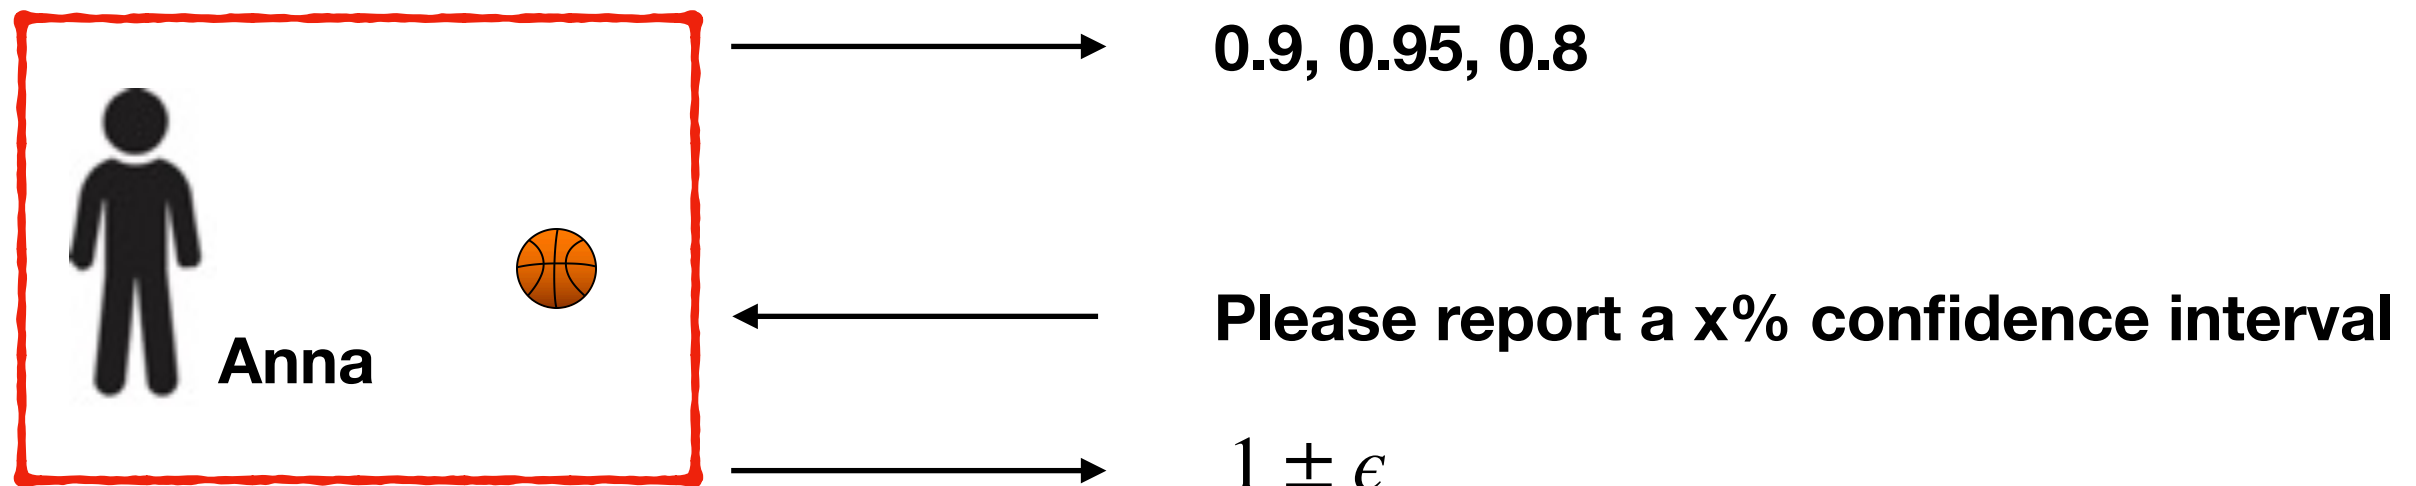 0.9, 0.95, 0.8
Please report a x% confidence interval
Anna
1 ± ϵ